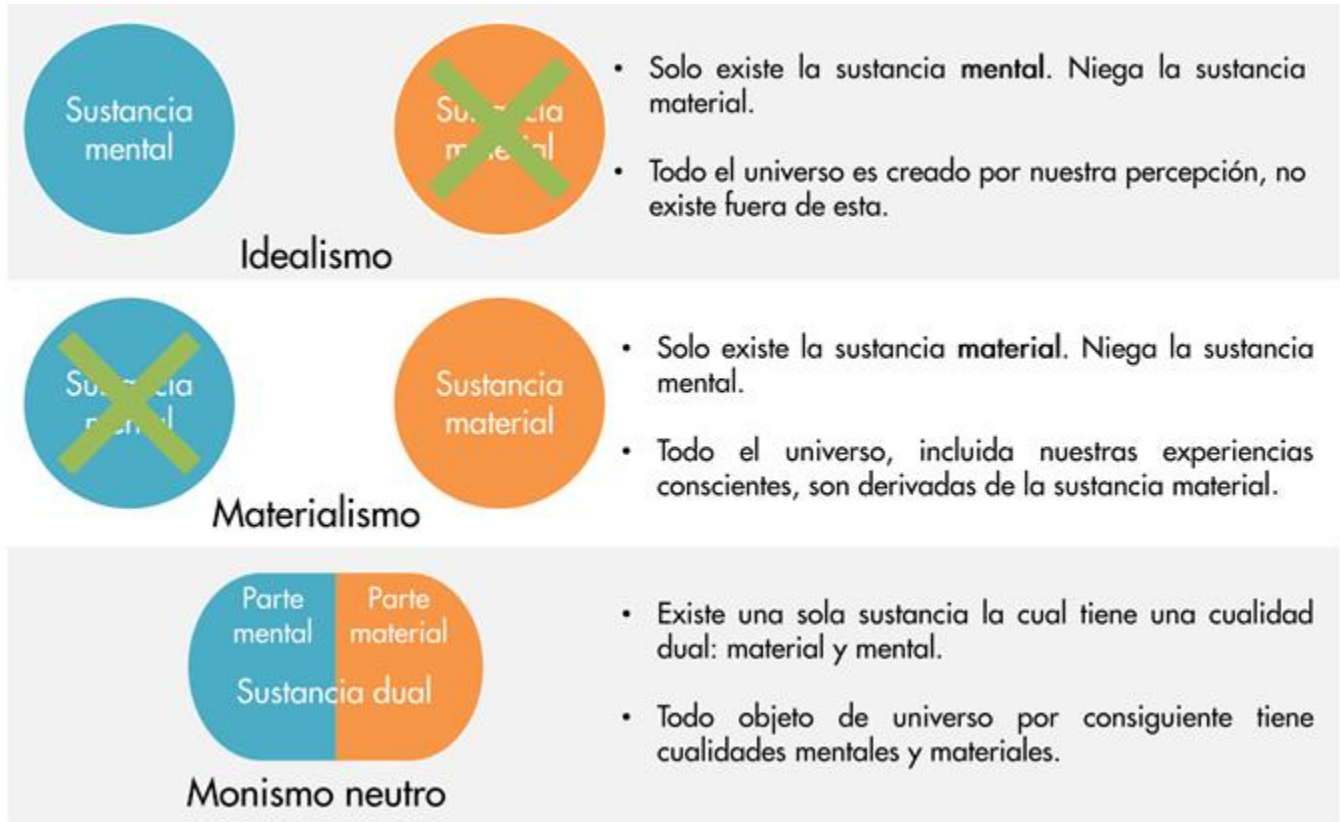 Sustancia
mental
• Solo existe la sustancia mental. Niega la sustancia
material.
• Todo el universo es creado por nuestra percepción, no
existe fuera de esta.
Idealismo
Sustancia
material
• Solo existe la sustancia material. Niega la sustancia
mental.
• Todo el universo, incluida nuestras experiencias
conscientes, son derivadas de la sustancia material.
Materialismo
Parte
mental
Parte
material
Sustancia dual
• Existe una sola sustancia la cual tiene una cualidad
dual: material y mental.
• Todo objeto de universo por consiguiente tiene
cualidades mentales y materiales.
Monismo neutro